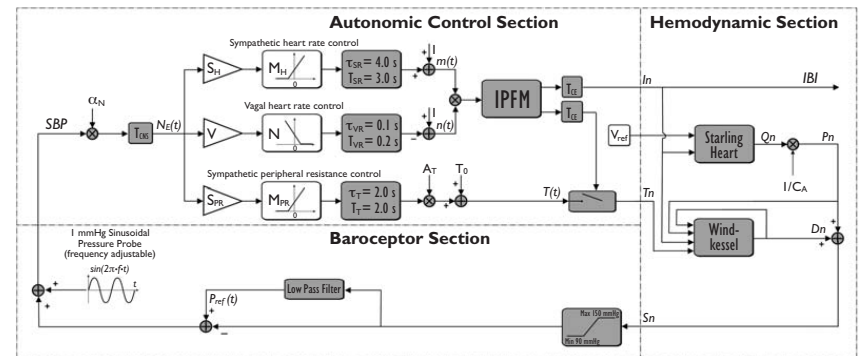 Autonomic Control Section
Hemodynamic Section
Sympathetic heart rate control
S_H
M_H
0
τ_SR = 4.0 s
T_SR = 3.0 s
+
I
+
m(t)
SBP
α_N
T_CNS
N_E(t)
Vagal heart rate control
V
N
0
τ_VR = 0.1 s
T_VR = 0.2 s
+
I
−
n(t)
IPFM
T_CE
T_CE
In
IBI
V_ref
Starling
Heart
Qn
Pn
I/C_A
Sympathetic peripheral resistance control
S_PR
M_PR
0
τ_T = 2.0 s
T_T = 2.0 s
A_T
T_0
+
+
T(t)
Tn
Wind-
kessel
Dn
+
+
Baroceptor Section
I mmHg Sinusoidal
Pressure Probe
(frequency adjustable)
sin(2π•f•t)
t
+
+
P_ref(t)
+
−
Low Pass Filter
Max 150 mmHg
Min 90 mmHg
Sn